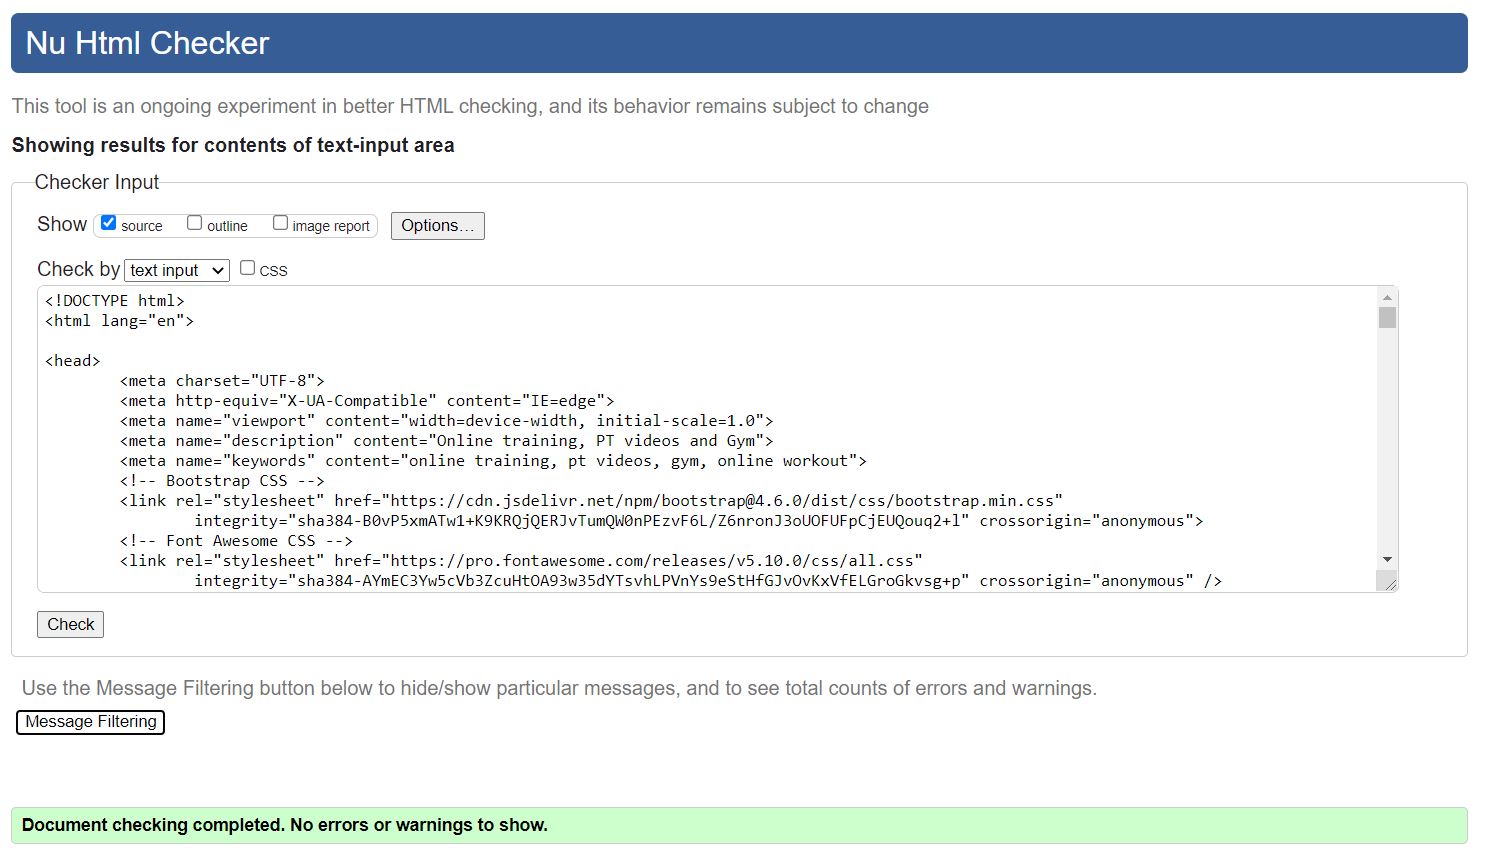 Nu Html Checker
This tool is an ongoing experiment in better HTML checking, and its behavior remains subject to change
Showing results for contents of text-input area
Checker Input
Show source outline image report Options...
Check by text input CSS
<!DOCTYPE html>
<html lang="en">
<head>
<meta charset="UTF-8">
<meta http-equiv="X-UA-Compatible" content="IE=edge">
<meta name="viewport" content="width=device-width, initial-scale=1.0">
<meta name="description" content="Online training, PT videos and Gym">
<meta name="keywords" content="online training, pt videos, gym, online workout">
<!-- Bootstrap CSS -->
<link rel="stylesheet" href="https://cdn.jsdelivr.net/npm/bootstrap@4.6.0/dist/css/bootstrap.min.css"
integrity="sha384-B0vP5xmATw1+K9KRQjQERJvTumQW0nPEzvF6L/Z6nronJ3oUOFUFpCjEUQouq2+l" crossorigin="anonymous">
<!-- Font Awesome CSS -->
<link rel="stylesheet" href="https://pro.fontawesome.com/releases/v5.10.0/css/all.css"
integrity="sha384-AYmEC3Yw5cVb3ZcuHtOA93w35dYTsvhLPVnYs9eStHfGJvOvKxVfELGroGkvsg+p" crossorigin="anonymous" />
Check
Use the Message Filtering button below to hide/show particular messages, and to see total counts of errors and warnings.
Message Filtering
Document checking completed. No errors or warnings to show.